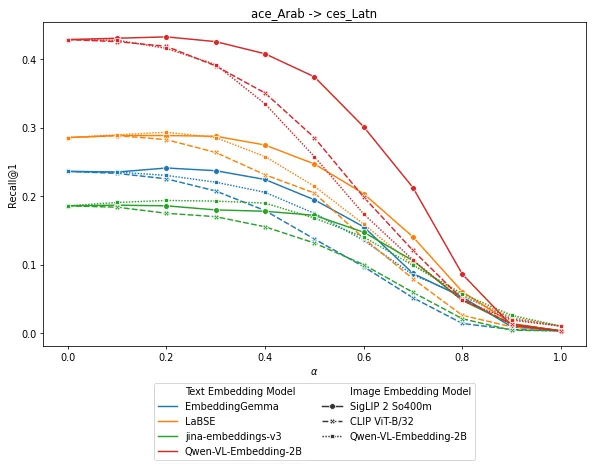 ace_Arab -> ces_Latn
Recall@1
0.4
0.3
0.2
0.1
0.0
0.0 0.2 0.4 0.6 0.8 1.0
α
Text Embedding Model Image Embedding Model
EmbeddingGemma SigLIP 2 So400m
LaBSE CLIP ViT-B/32
jina-embeddings-v3 Qwen-VL-Embedding-2B
Qwen-VL-Embedding-2B